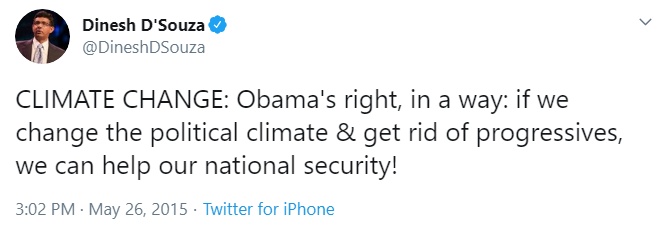 Dinesh D'Souza
@DineshDSouza
CLIMATE CHANGE: Obama's right, in a way: if we
change the political climate & get rid of progressives,
we can help our national security!
3:02 PM · May 26, 2015 · Twitter for iPhone